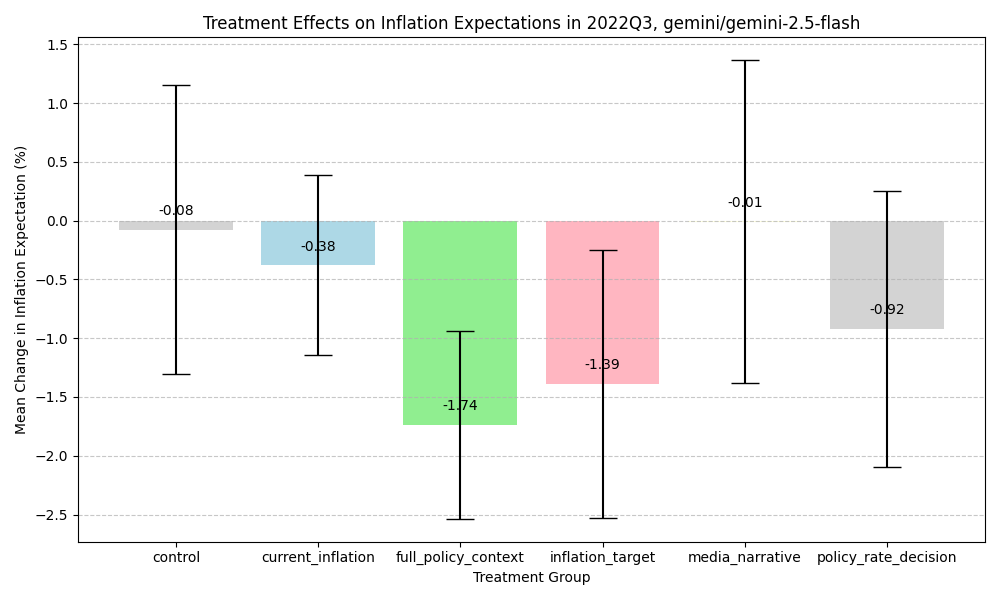 Treatment Effects on Inflation Expectations in 2022Q3, gemini/gemini-2.5-flash
Mean Change in Inflation Expectation (%)
1.5
1.0
0.5
0.0
−0.5
−1.0
−1.5
−2.0
−2.5
-0.08
-0.38
-1.74
-1.39
-0.01
-0.92
control
current_inflation
full_policy_context
inflation_target
media_narrative
policy_rate_decision
Treatment Group